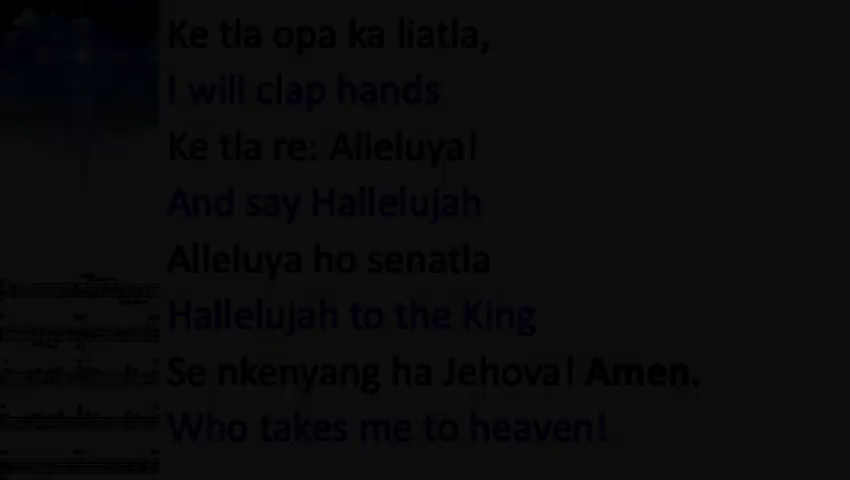 Ke tla opa ka liatla,
I will clap hands
Ke tla re: Alleluya!
And say Hallelujah
Alleluya ho senatla
Hallelujah to the King
Se nkenyang ha Jehova! Amen.
Who takes me to heaven!